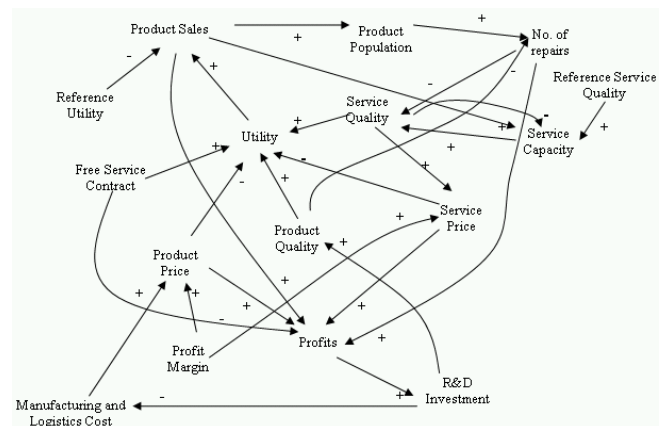 Product Sales
Product
Population
No. of
repairs
Reference
Utility
Service
Quality
Reference Service
Quality
Utility
Service
Capacity
Free Service
Contract
Service
Price
Product
Quality
Product
Price
Profits
Profit
Margin
R&D
Investment
Manufacturing and
Logistics Cost
+
+
-
+
-
-
-
+
+
+
+
+
+
-
+
-
+
+
+
+
+
+
-
+
+
+
-